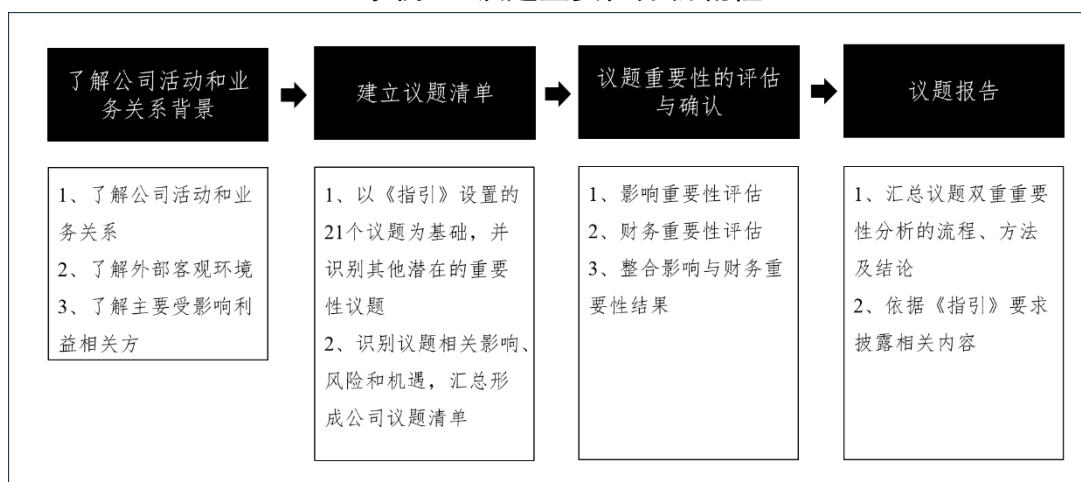 了解公司活动和业
务关系背景
1、了解公司活动和业
务关系
2、了解外部客观环境
3、了解主要受影响利
益相关方
建立议题清单
1、以《指引》设置的
21个议题为基础，并
识别其他潜在的重要
性议题
2、识别议题相关影响、
风险和机遇，汇总形
成公司议题清单
议题重要性的评估
与确认
1、影响重要性评估
2、财务重要性评估
3、整合影响与财务重
要性结果
议题报告
1、汇总议题双重重要
性分析的流程、方法
及结论
2、依据《指引》要求
披露相关内容